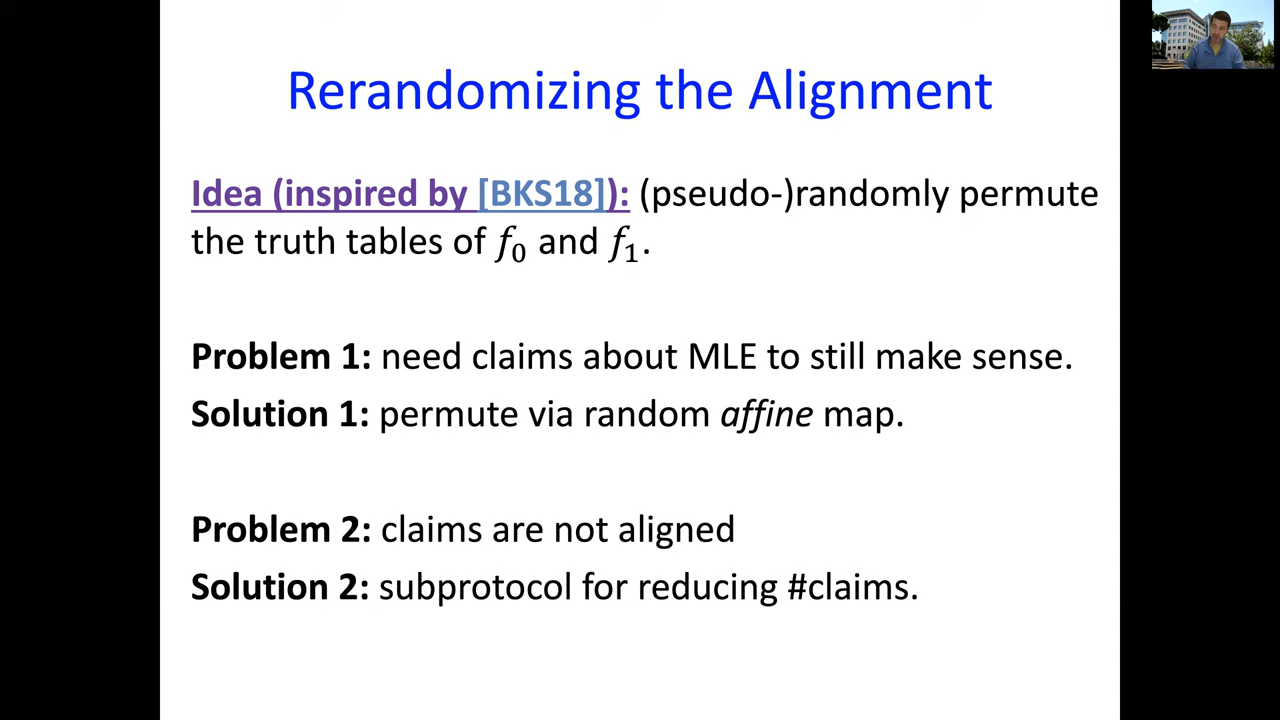 Rerandomizing the Alignment
Idea (inspired by [BKS18]): (pseudo-)randomly permute
the truth tables of f₀ and f₁.
Problem 1: need claims about MLE to still make sense.
Solution 1: permute via random affine map.
Problem 2: claims are not aligned
Solution 2: subprotocol for reducing #claims.